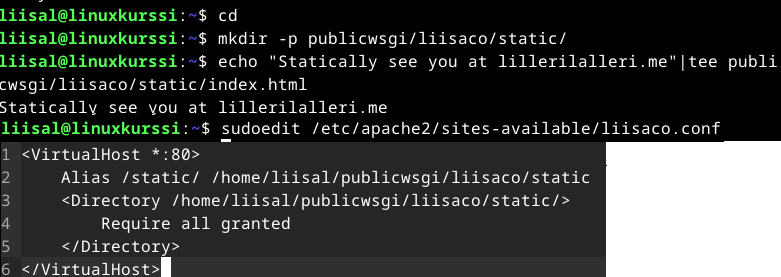 liisal@linuxkurssi:~$ cd
liisal@linuxkurssi:~$ mkdir -p publicwsgi/liisaco/static/
liisal@linuxkurssi:~$ echo "Statically see you at lillerilalleri.me"|tee publi
cwsgi/liisaco/static/index.html
Statically see you at lillerilalleri.me
liisal@linuxkurssi:~$ sudoedit /etc/apache2/sites-available/liisaco.conf
1 <VirtualHost *:80>
2     Alias /static/ /home/liisal/publicwsgi/liisaco/static
3     <Directory /home/liisal/publicwsgi/liisaco/static/>
4         Require all granted
5     </Directory>
6 </VirtualHost>